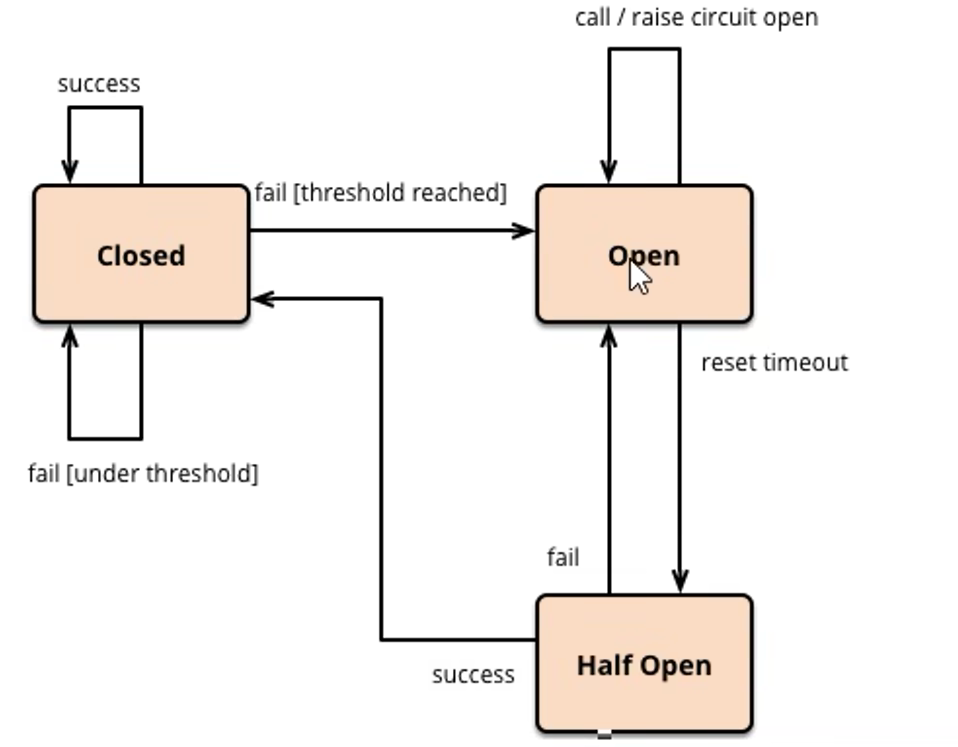 call / raise circuit open
success
fail [threshold reached]
Closed
Open
reset timeout
fail [under threshold]
fail
Half Open
success